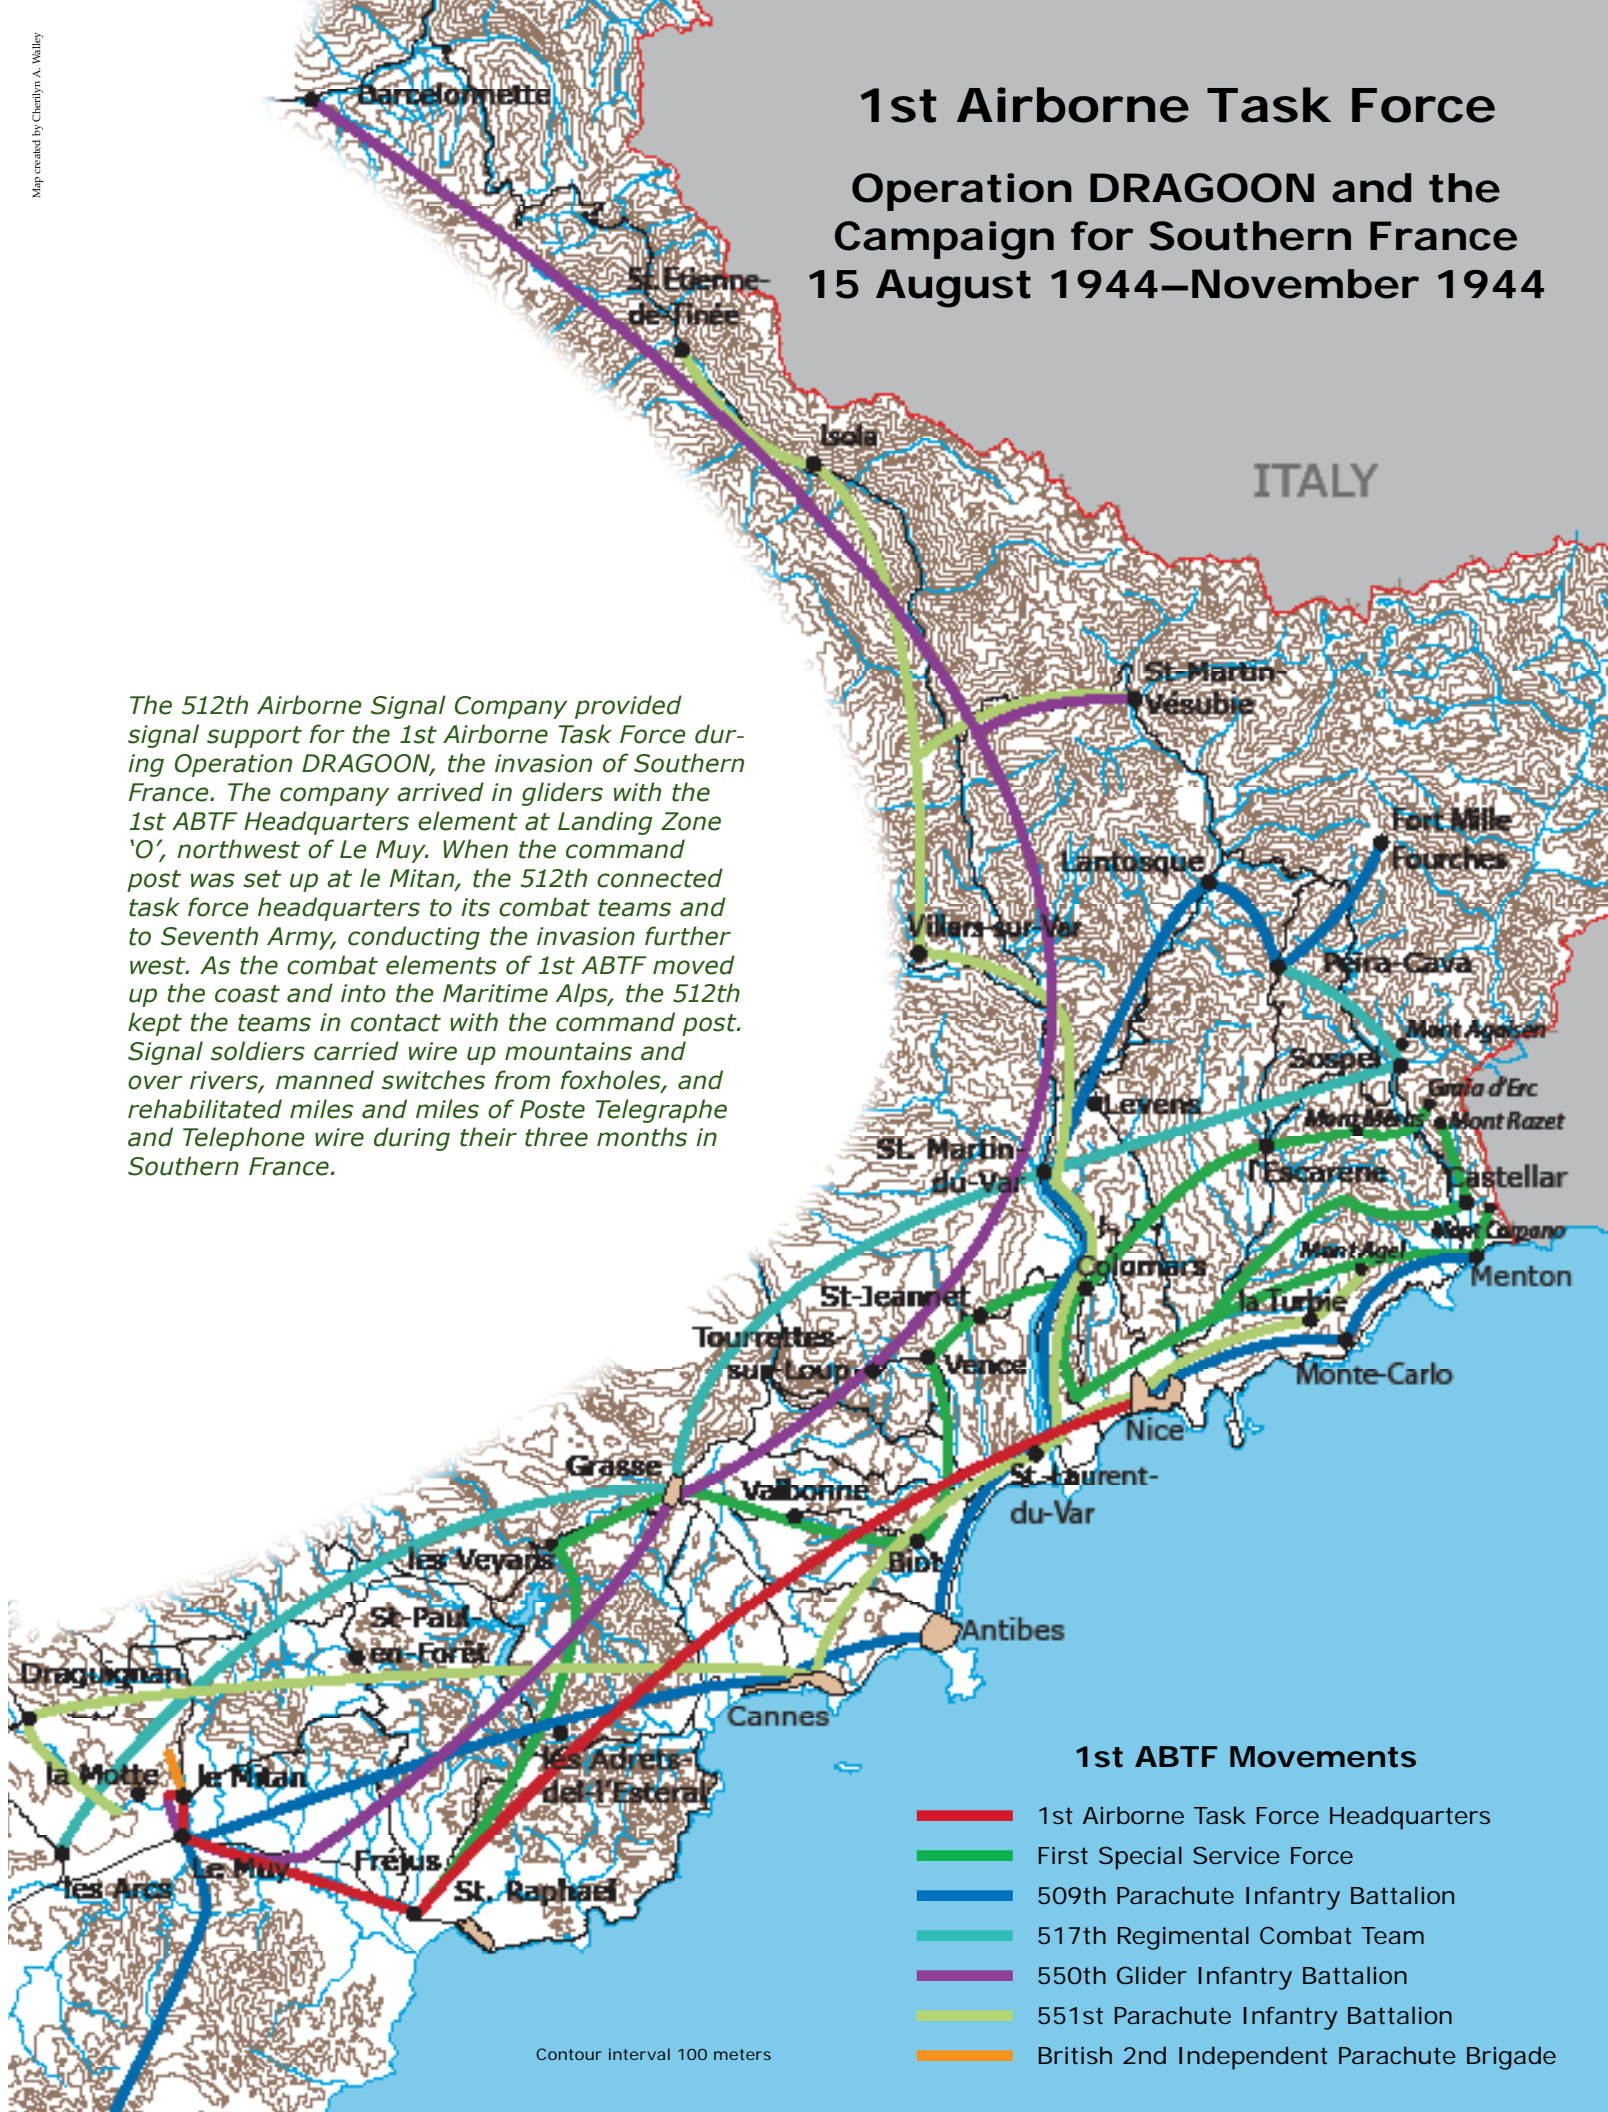 Map created by Cherilyn A. Walley
1st Airborne Task Force
Operation DRAGOON and the
Campaign for Southern France
15 August 1944–November 1944
Barcelonnette
St. Etienne-
de-Tinée
Isola
ITALY
St-Martin-
Vésubie
The 512th Airborne Signal Company provided
signal support for the 1st Airborne Task Force dur-
ing Operation DRAGOON, the invasion of Southern
France. The company arrived in gliders with the
1st ABTF Headquarters element at Landing Zone
‘O’, northwest of Le Muy. When the command
post was set up at le Mitan, the 512th connected
task force headquarters to its combat teams and
to Seventh Army, conducting the invasion further
west. As the combat elements of 1st ABTF moved
up the coast and into the Maritime Alps, the 512th
kept the teams in contact with the command post.
Signal soldiers carried wire up mountains and
over rivers, manned switches from foxholes, and
rehabilitated miles and miles of Poste Telegraphe
and Telephone wire during their three months in
Southern France.
Fort Mille
Fourches
Lantosque
Villars-sur-Var
Peira-Cava
Mont Agaisen
Sospel
Graia d'Erc
Levens
Mont Méras
Mont Razet
St. Martin-
du-Var
l'Escarene
Castellar
Mont Carpano
Mont Agel
Colomars
Menton
St-Jeannet
la Turbie
Tourrettes-
sur-Loup
Vence
Monte-Carlo
Nice
Grasse
Valbonne
St-Laurent-
du-Var
les Veyans
Biot
St-Paul-
en-Forêt
Antibes
Draguignan
Cannes
les Adrets-
del-l'Esteral
la Motte
le Mitan
Le Muy
Fréjus
les Arcs
St. Raphael
1st ABTF Movements
1st Airborne Task Force Headquarters
First Special Service Force
509th Parachute Infantry Battalion
517th Regimental Combat Team
550th Glider Infantry Battalion
551st Parachute Infantry Battalion
British 2nd Independent Parachute Brigade
Contour interval 100 meters